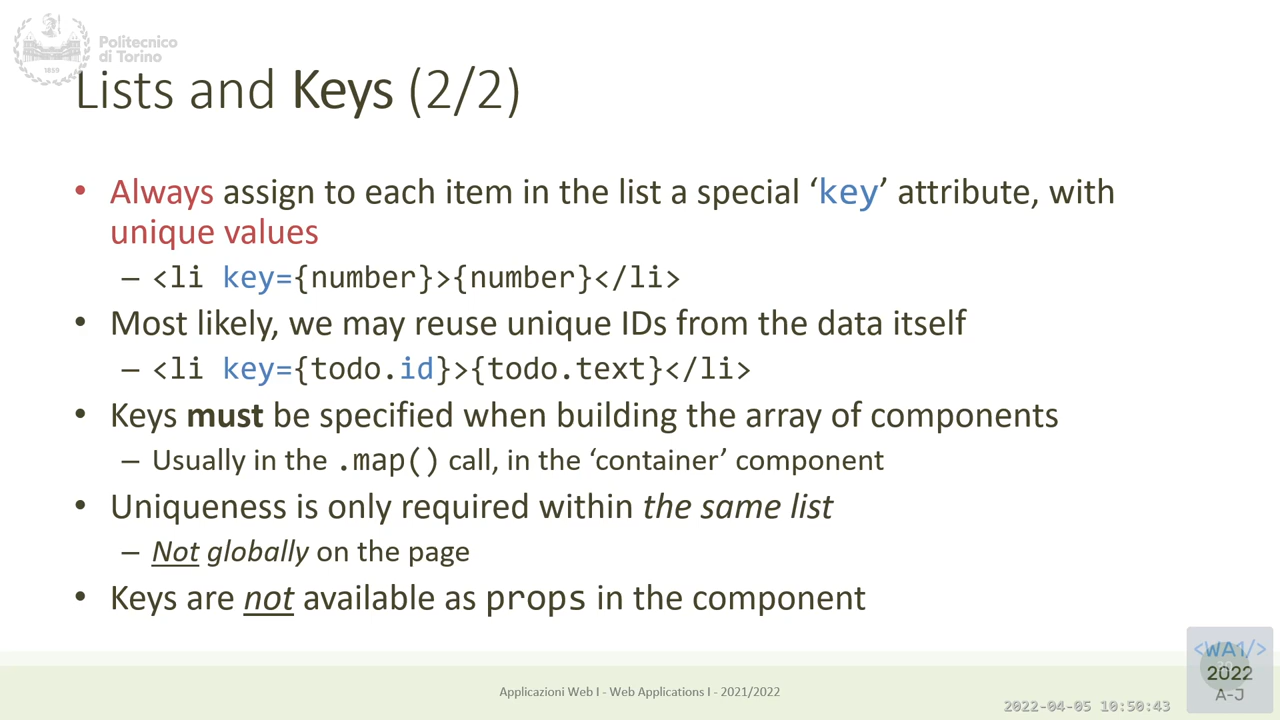 Politecnico
di Torino
1859
Lists and Keys (2/2)
• Always assign to each item in the list a special ‘key’ attribute, with
unique values
– <li key={number}>{number}</li>
• Most likely, we may reuse unique IDs from the data itself
– <li key={todo.id}>{todo.text}</li>
• Keys must be specified when building the array of components
– Usually in the .map() call, in the ‘container’ component
• Uniqueness is only required within the same list
– Not globally on the page
• Keys are not available as props in the component
<WA1/>
2022
A-J
Applicazioni Web I - Web Applications I - 2021/2022
2022-04-05 10:50:43